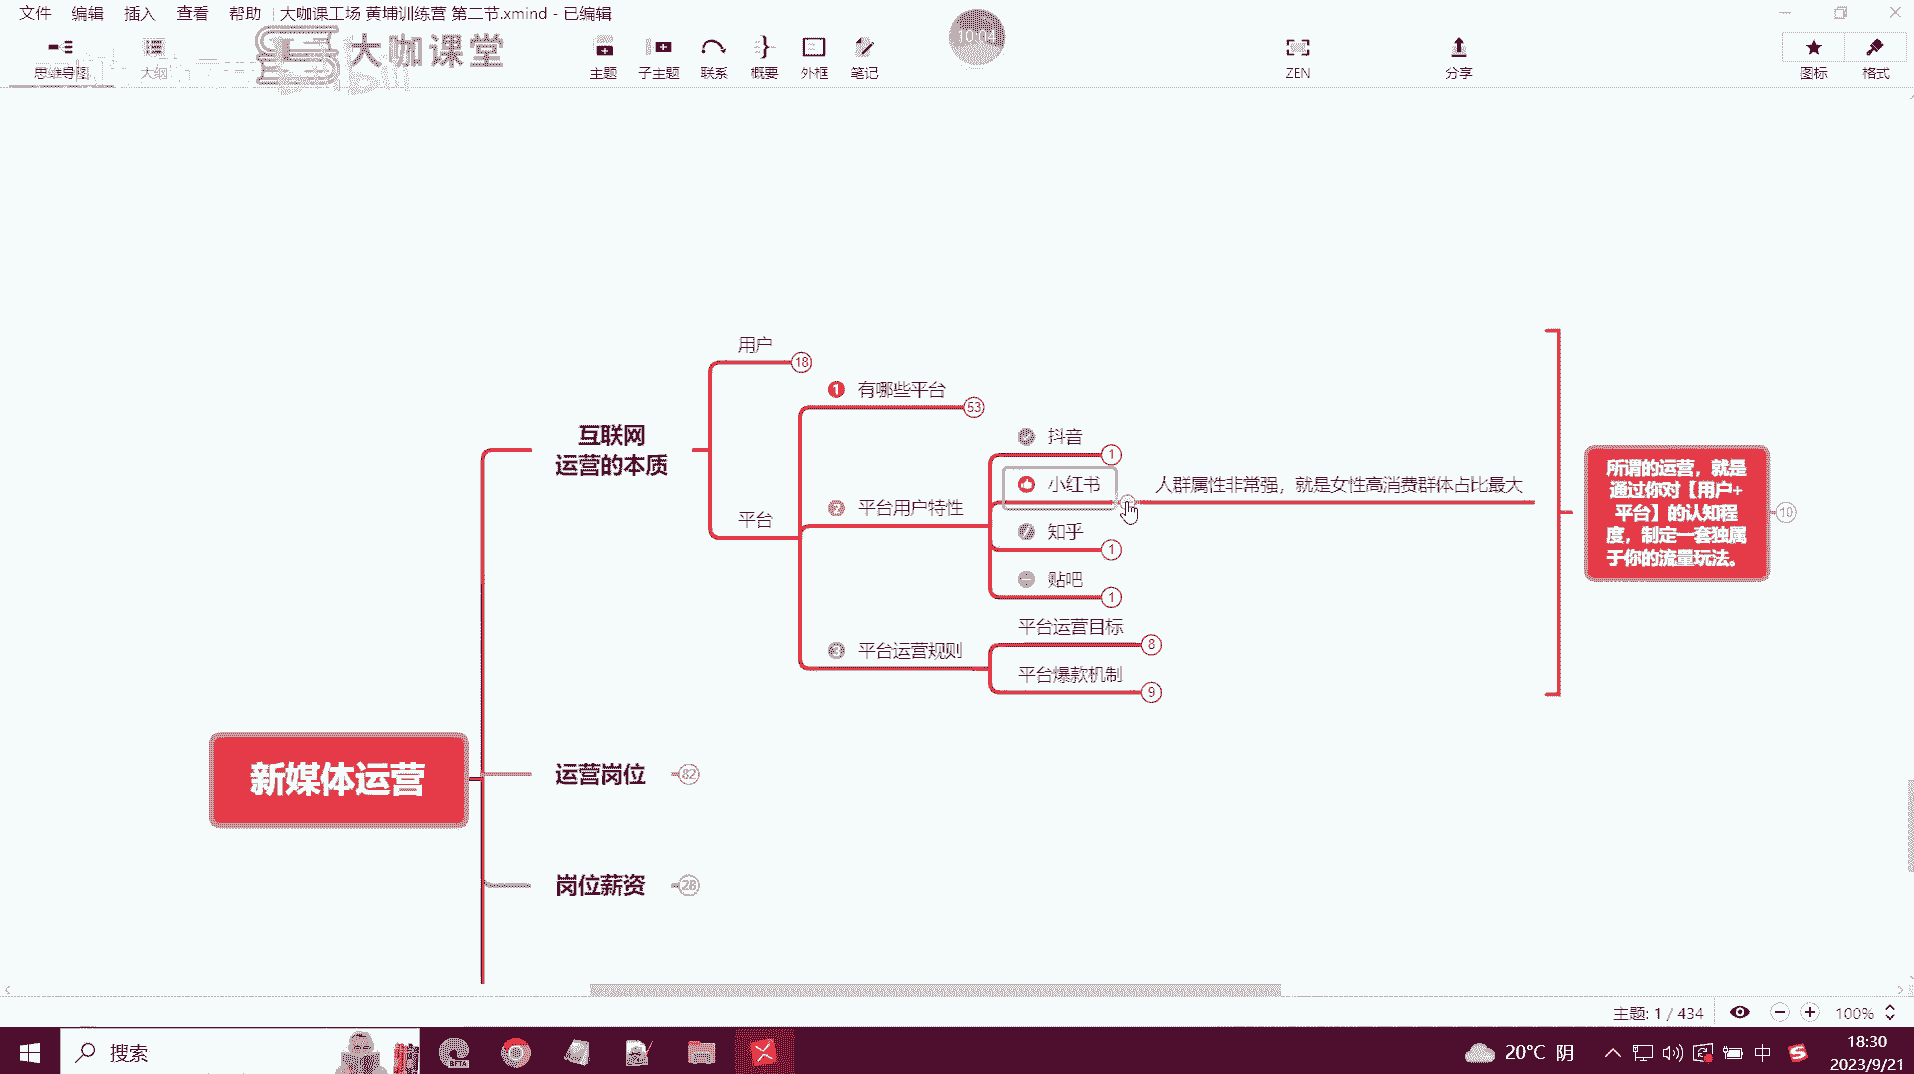 文件 编辑 插入 查看 帮助 大咖课工场 黄埔训练营 第二节.xmind - 已编辑
大咖课堂
10:04
思维导图 大纲 主题 子主题 联系 概要 外框 笔记 ZEN 分享 图标 格式
用户
18
1 有哪些平台
53
互联网
运营的本质
抖音
1
小红书
人群属性非常强，就是女性高消费群体占比最大
平台
2 平台用户特性
知乎
1
贴吧
1
平台运营目标
8
3 平台运营规则
平台爆款机制
9
所谓的运营，就是
通过你对【用户+
平台】的认知程
度，制定一套独属
于你的流量玩法。
10
新媒体运营
运营岗位
82
岗位薪资
28
主题: 1 / 434
100%
搜索
BETA
20°C 阴
中
18:30
2023/9/21